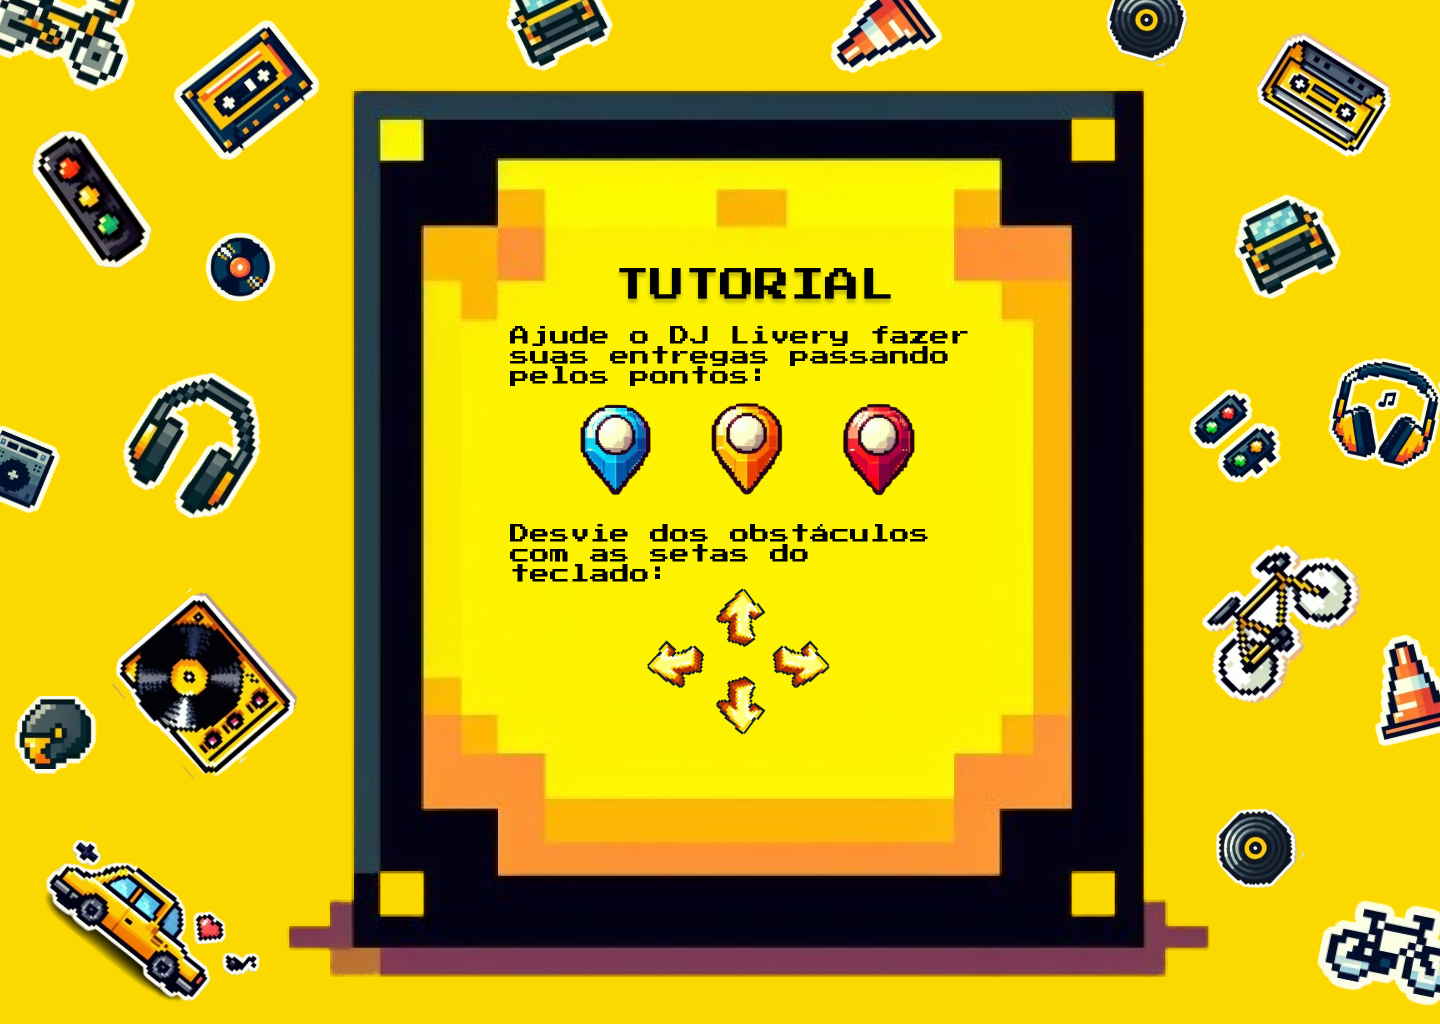 TUTORIAL
Ajude o DJ Livery fazer
suas entregas passando
pelos pontos:
Desvie dos obstáculos
com as setas do
teclado: